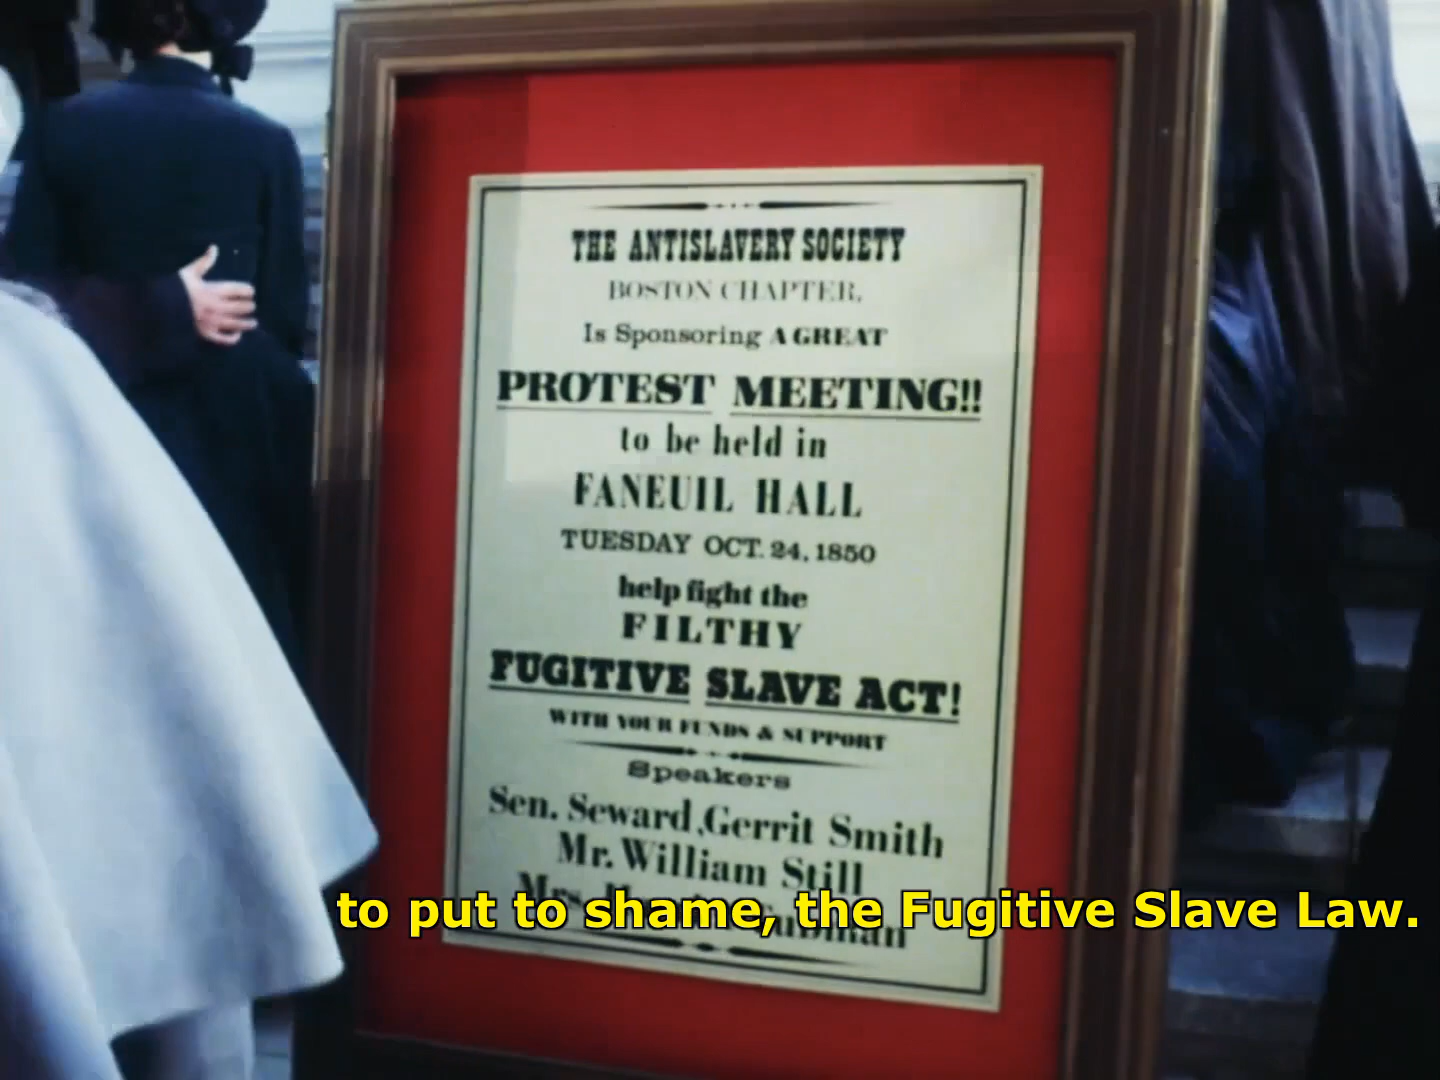 THE ANTISLAVERY SOCIETY
BOSTON CHAPTER,
Is Sponsoring A GREAT
PROTEST MEETING!!
to be held in
FANEUIL HALL
TUESDAY OCT. 24, 1850
help fight the
FILTHY
FUGITIVE SLAVE ACT!
WITH YOUR FUNDS & SUPPORT
Speakers
Sen. Seward, Gerrit Smith
Mr. William Still
Mrs. Tubman
to put to shame, the Fugitive Slave Law.